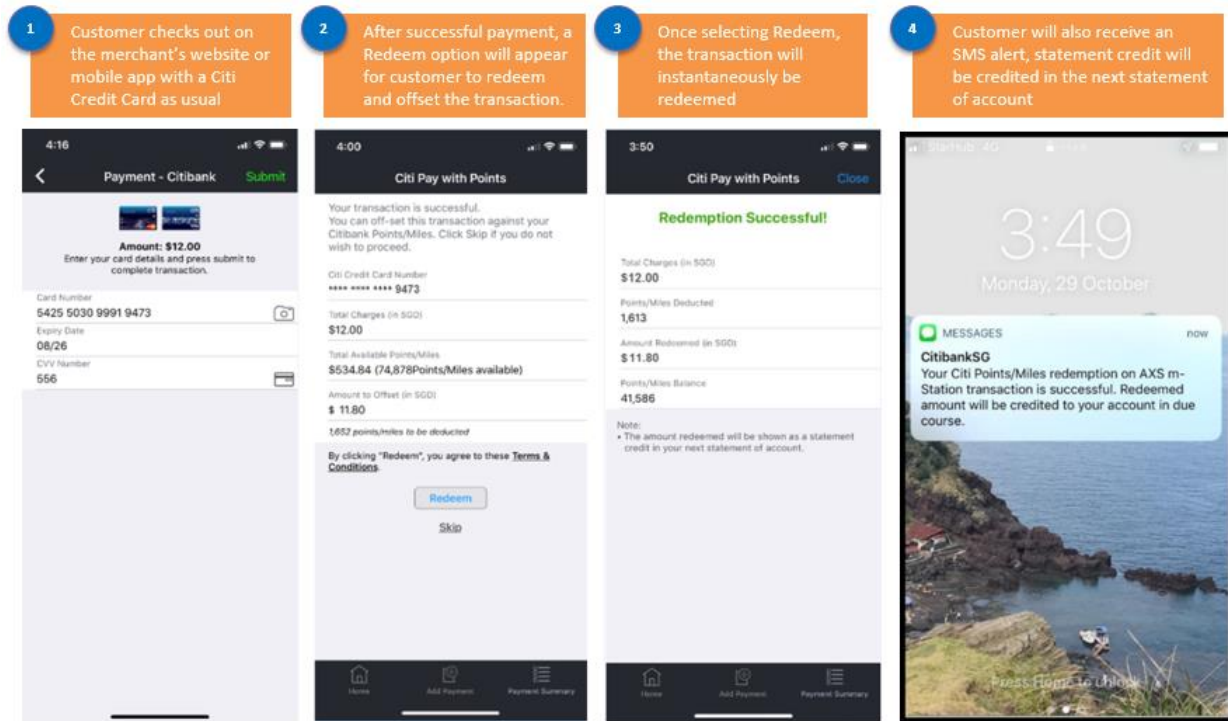 1
Customer checks out on
the merchant's website or
mobile app with a Citi
Credit Card as usual
2
After successful payment, a
Redeem option will appear
for customer to redeem
and offset the transaction.
3
Once selecting Redeem,
the transaction will
instantaneously be
redeemed
4
Customer will also receive an
SMS alert, statement credit will
be credited in the next statement
of account
4:16
Payment - Citibank
Submit
Amount: $12.00
Enter your card details and press submit to
complete transaction.
Card Number
5425 5030 9991 9473
Expiry Date
08/26
CVV Number
556
4:00
Citi Pay with Points
Your transaction is successful.
You can off-set this transaction against your
Citibank Points/Miles. Click Skip if you do not
wish to proceed.
Citi Credit Card Number
**** **** **** 9473
Total Charges (in SGD)
$12.00
Total Available Points/Miles
$534.84 (74,878Points/Miles available)
Amount to Offset (in SGD)
$ 11.80
1,652 points/miles to be deducted
By clicking "Redeem", you agree to these Terms &
Conditions.
Redeem
Skip
Home
Add Payment
Payment Summary
3:50
Citi Pay with Points
Close
Redemption Successful!
Total Charges (in SGD)
$12.00
Points/Miles Deducted
1,613
Amount Redeemed (in SGD)
$11.80
Points/Miles Balance
41,586
Note:
• The amount redeemed will be shown as a statement
credit in your next statement of account.
Home
Add Payment
Payment Summary
StarHub 4G
3:49
Monday, 29 October
MESSAGES
now
CitibankSG
Your Citi Points/Miles redemption on AXS m-
Station transaction is successful. Redeemed
amount will be credited to your account in due
course.
Press Home to unlock